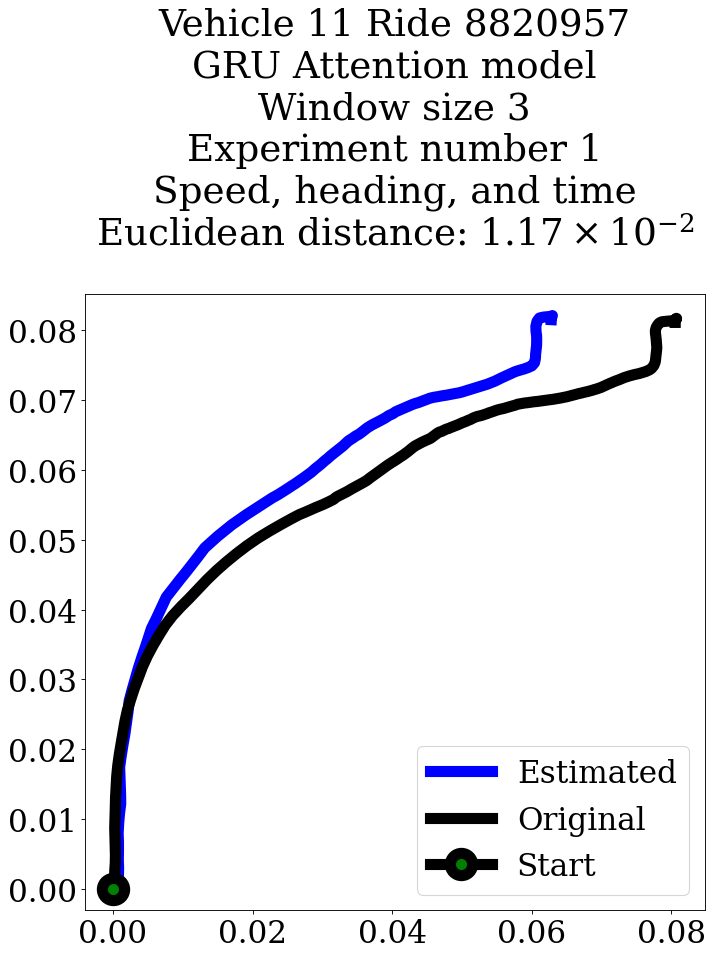 Vehicle 11 Ride 8820957
GRU Attention model
Window size 3
Experiment number 1
Speed, heading, and time
Euclidean distance: 1.17 × 10⁻²
0.08
0.07
0.06
0.05
0.04
0.03
0.02
0.01
0.00
Estimated
Original
Start
0.00 0.02 0.04 0.06 0.08